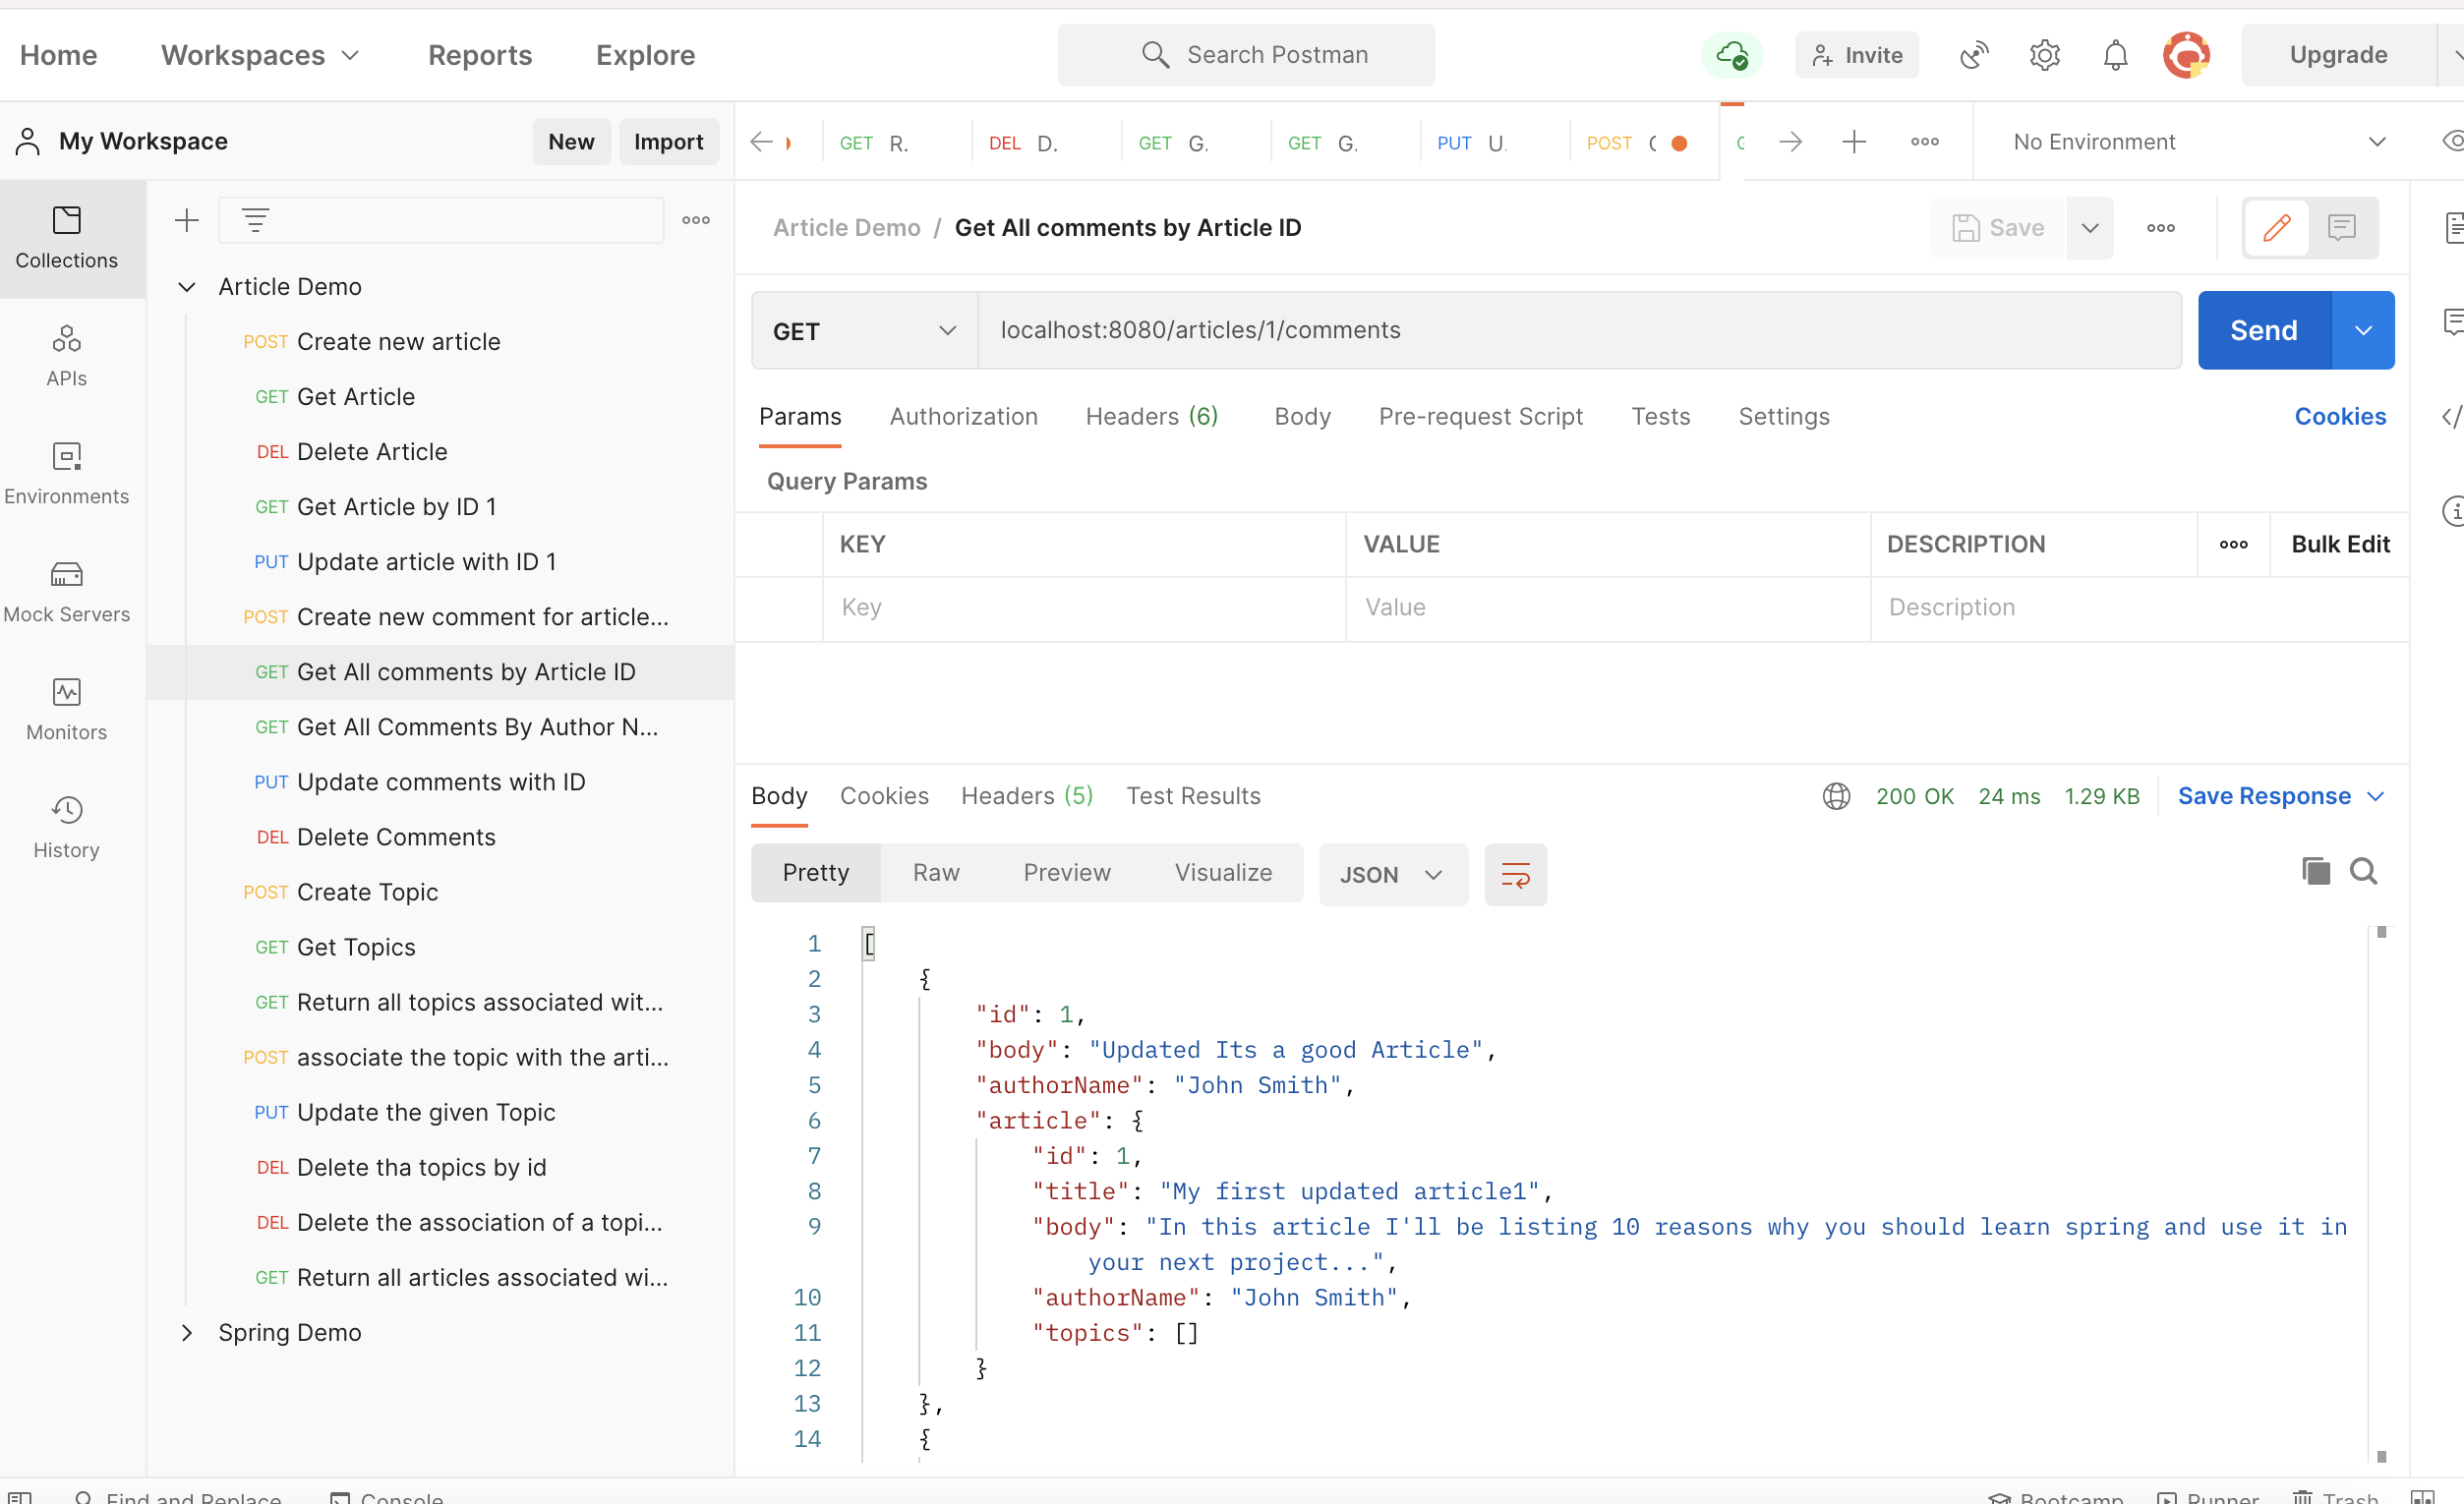 Home Workspaces Reports Explore Search Postman Invite Upgrade
My Workspace New Import
GET R. DEL D. GET G. GET G. PUT U. POST No Environment
Collections
APIs
Environments
Mock Servers
Monitors
History
Article Demo
POST Create new article
GET Get Article
DEL Delete Article
GET Get Article by ID 1
PUT Update article with ID 1
POST Create new comment for article...
GET Get All comments by Article ID
GET Get All Comments By Author N...
PUT Update comments with ID
DEL Delete Comments
POST Create Topic
GET Get Topics
GET Return all topics associated wit...
POST associate the topic with the arti...
PUT Update the given Topic
DEL Delete tha topics by id
DEL Delete the association of a topi...
GET Return all articles associated wi...
Spring Demo
Article Demo / Get All comments by Article ID Save
GET localhost:8080/articles/1/comments Send
Params Authorization Headers (6) Body Pre-request Script Tests Settings Cookies
Query Params
KEY VALUE DESCRIPTION Bulk Edit
Key Value Description
Body Cookies Headers (5) Test Results 200 OK 24 ms 1.29 KB Save Response
Pretty Raw Preview Visualize JSON
1 [
2 {
3 "id": 1,
4 "body": "Updated Its a good Article",
5 "authorName": "John Smith",
6 "article": {
7 "id": 1,
8 "title": "My first updated article1",
9 "body": "In this article I'll be listing 10 reasons why you should learn spring and use it in
your next project...",
10 "authorName": "John Smith",
11 "topics": []
12 }
13 },
14 {
Find and Replace Console Bootcamp Runner Trash